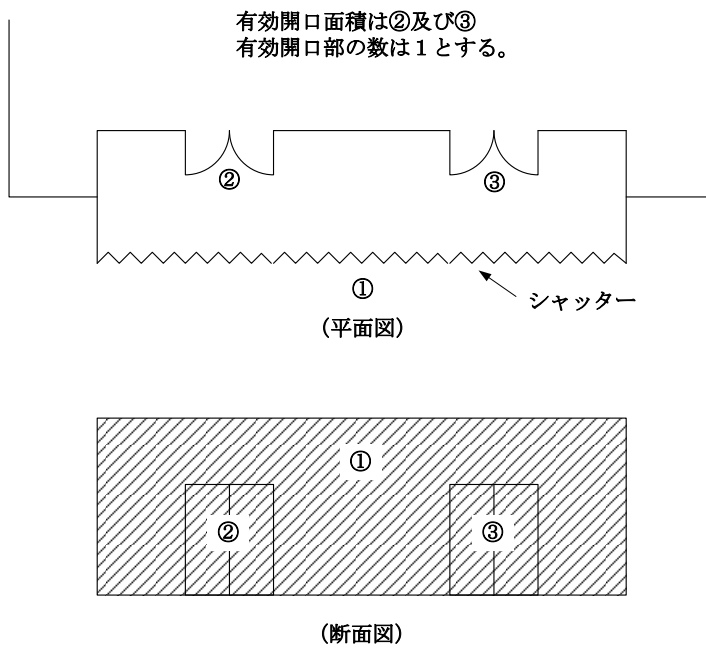 有効開口面積は②及び③
有効開口部の数は１とする。
②
③
①
シャッター
（平面図）
①
②
③
（断面図）